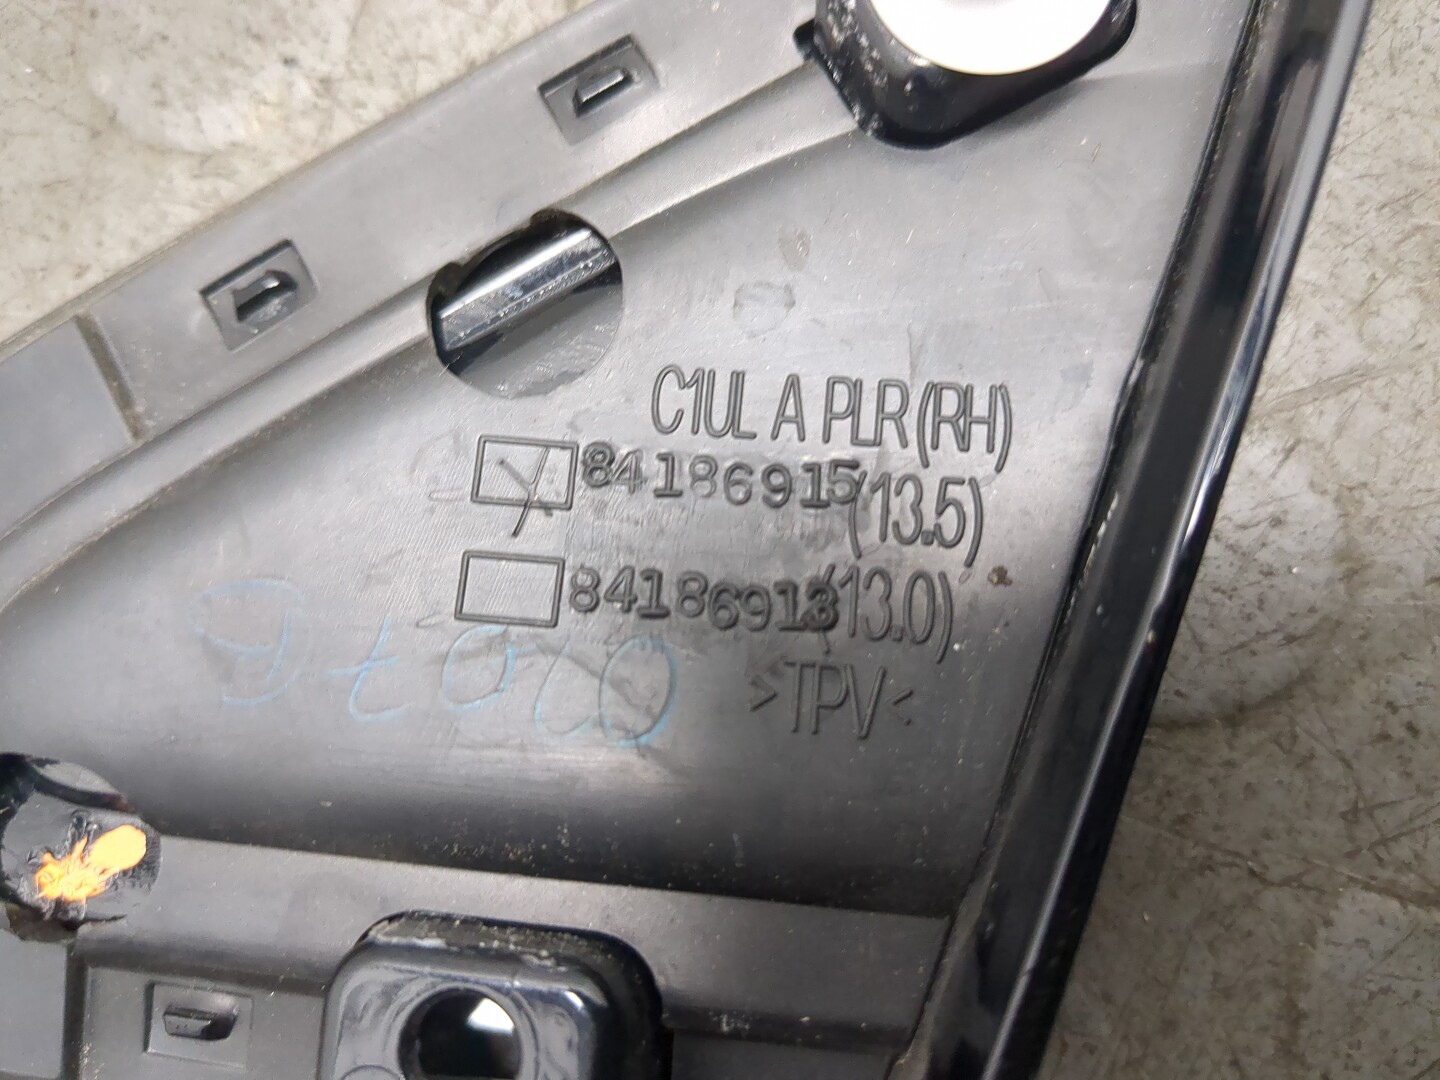 C1UL A PLR(RH)
84186915(13.5)
84186913(13.0)
>TPV<